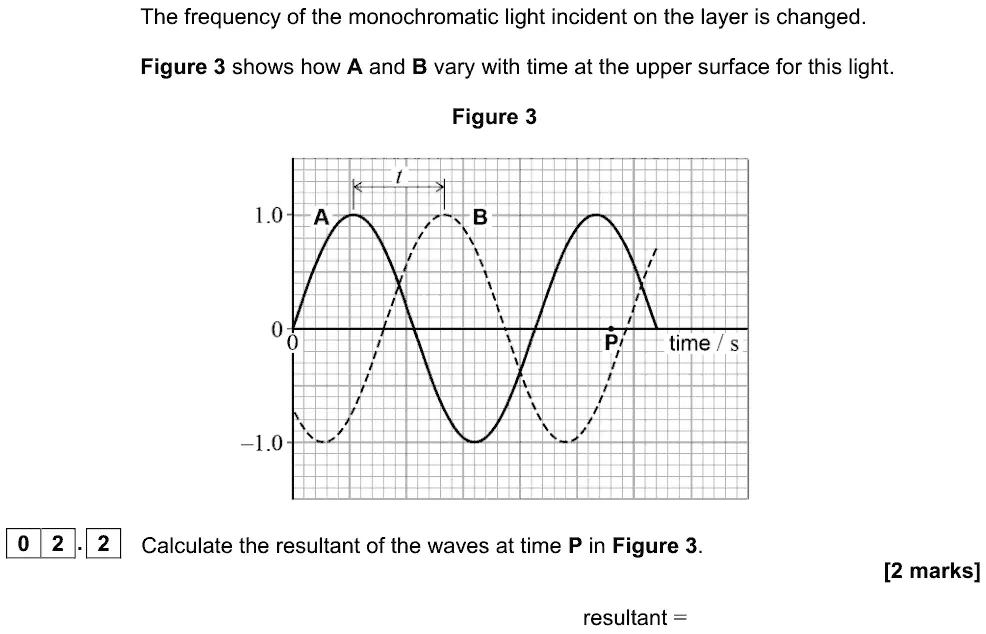 The frequency of the monochromatic light incident on the layer is changed.
Figure 3 shows how A and B vary with time at the upper surface for this light.
Figure 3
t
1.0 A B
0
0 P time / s
−1.0
0 2 . 2 Calculate the resultant of the waves at time P in Figure 3.
[2 marks]
resultant =